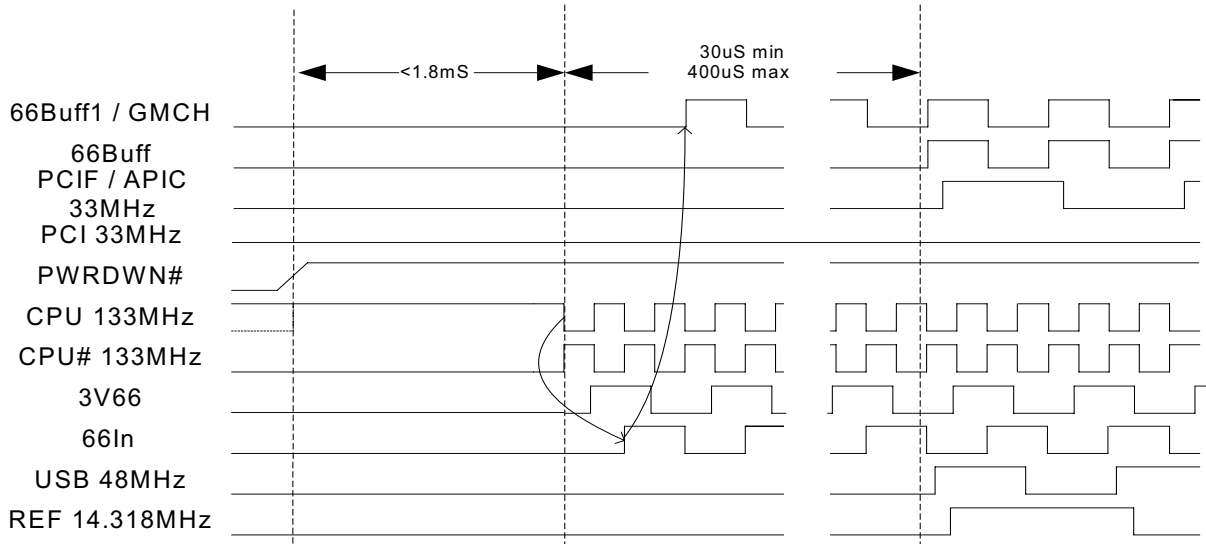 <1.8mS
30uS min
400uS max
66Buff1 / GMCH
66Buff
PCIF / APIC
33MHz
PCI 33MHz
PWRDWN#
CPU 133MHz
CPU# 133MHz
3V66
66In
USB 48MHz
REF 14.318MHz